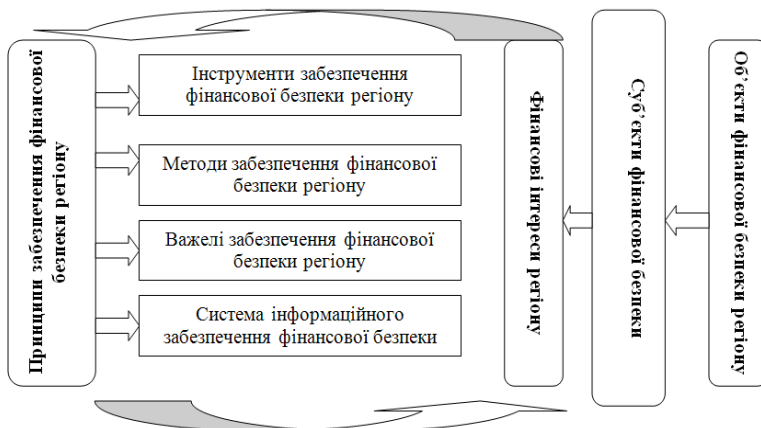 Принципи забезпечення фінансової
безпеки регіону
Інструменти забезпечення
фінансової безпеки регіону
Методи забезпечення фінансової
безпеки регіону
Важелі забезпечення фінансової
безпеки регіону
Система інформаційного
забезпечення фінансової безпеки
Фінансові інтереси регіону
Суб’єкти фінансової безпеки
Об’єкти фінансової безпеки регіону